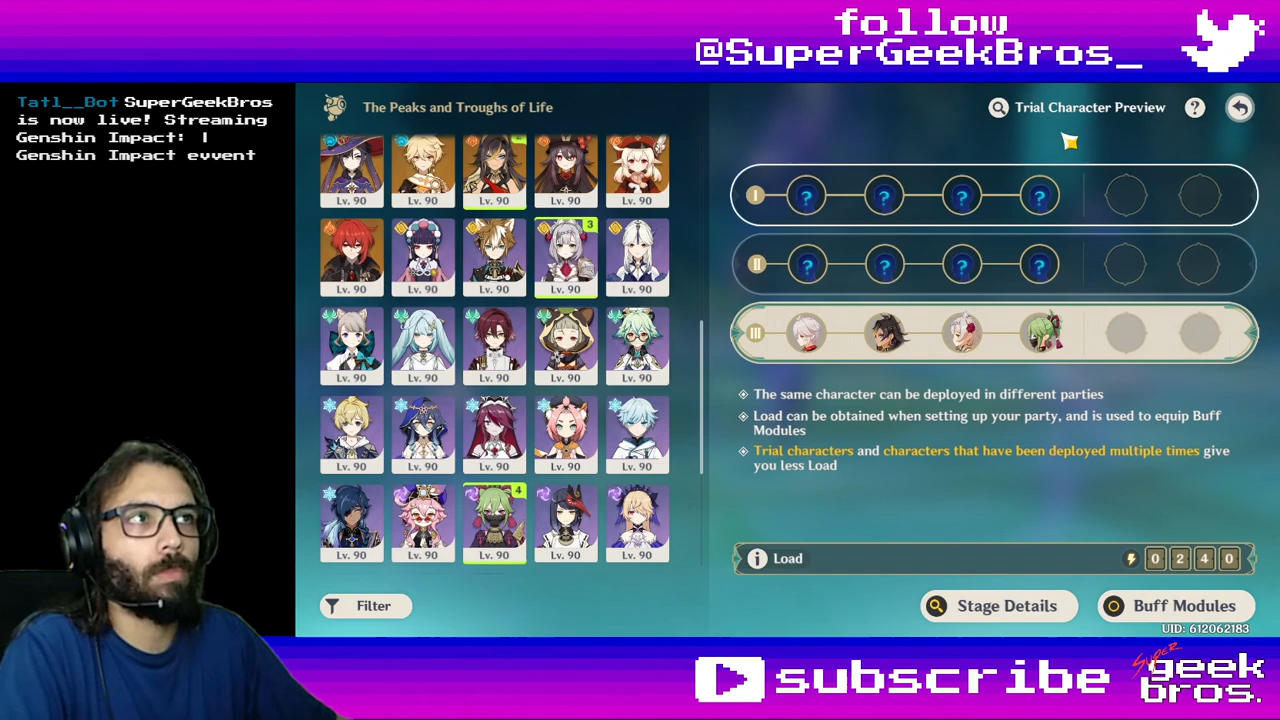 follow
@SuperGeekBros_
Tatl__Bot SuperGeekBros
is now live! Streaming
Genshin Impact: |
Genshin Impact evvent
The Peaks and Troughs of Life
Trial Character Preview
?
Lv. 90 Lv. 90 Lv. 90 Lv. 90 Lv. 90
I ? ? ? ?
3
Lv. 90 Lv. 90 Lv. 90 Lv. 90 Lv. 90
II ? ? ? ?
Lv. 90 Lv. 90 Lv. 90 Lv. 90 Lv. 90
III
The same character can be deployed in different parties
Load can be obtained when setting up your party, and is used to equip Buff
Modules
Trial characters and characters that have been deployed multiple times give
you less Load
Lv. 90 Lv. 90 Lv. 90 Lv. 90 Lv. 90
4
Lv. 90 Lv. 90 Lv. 90 Lv. 90 Lv. 90
i Load 0 2 4 0
Filter
Stage Details
Buff Modules
UID: 612062183
subscribe
SUPER
geek
bros.